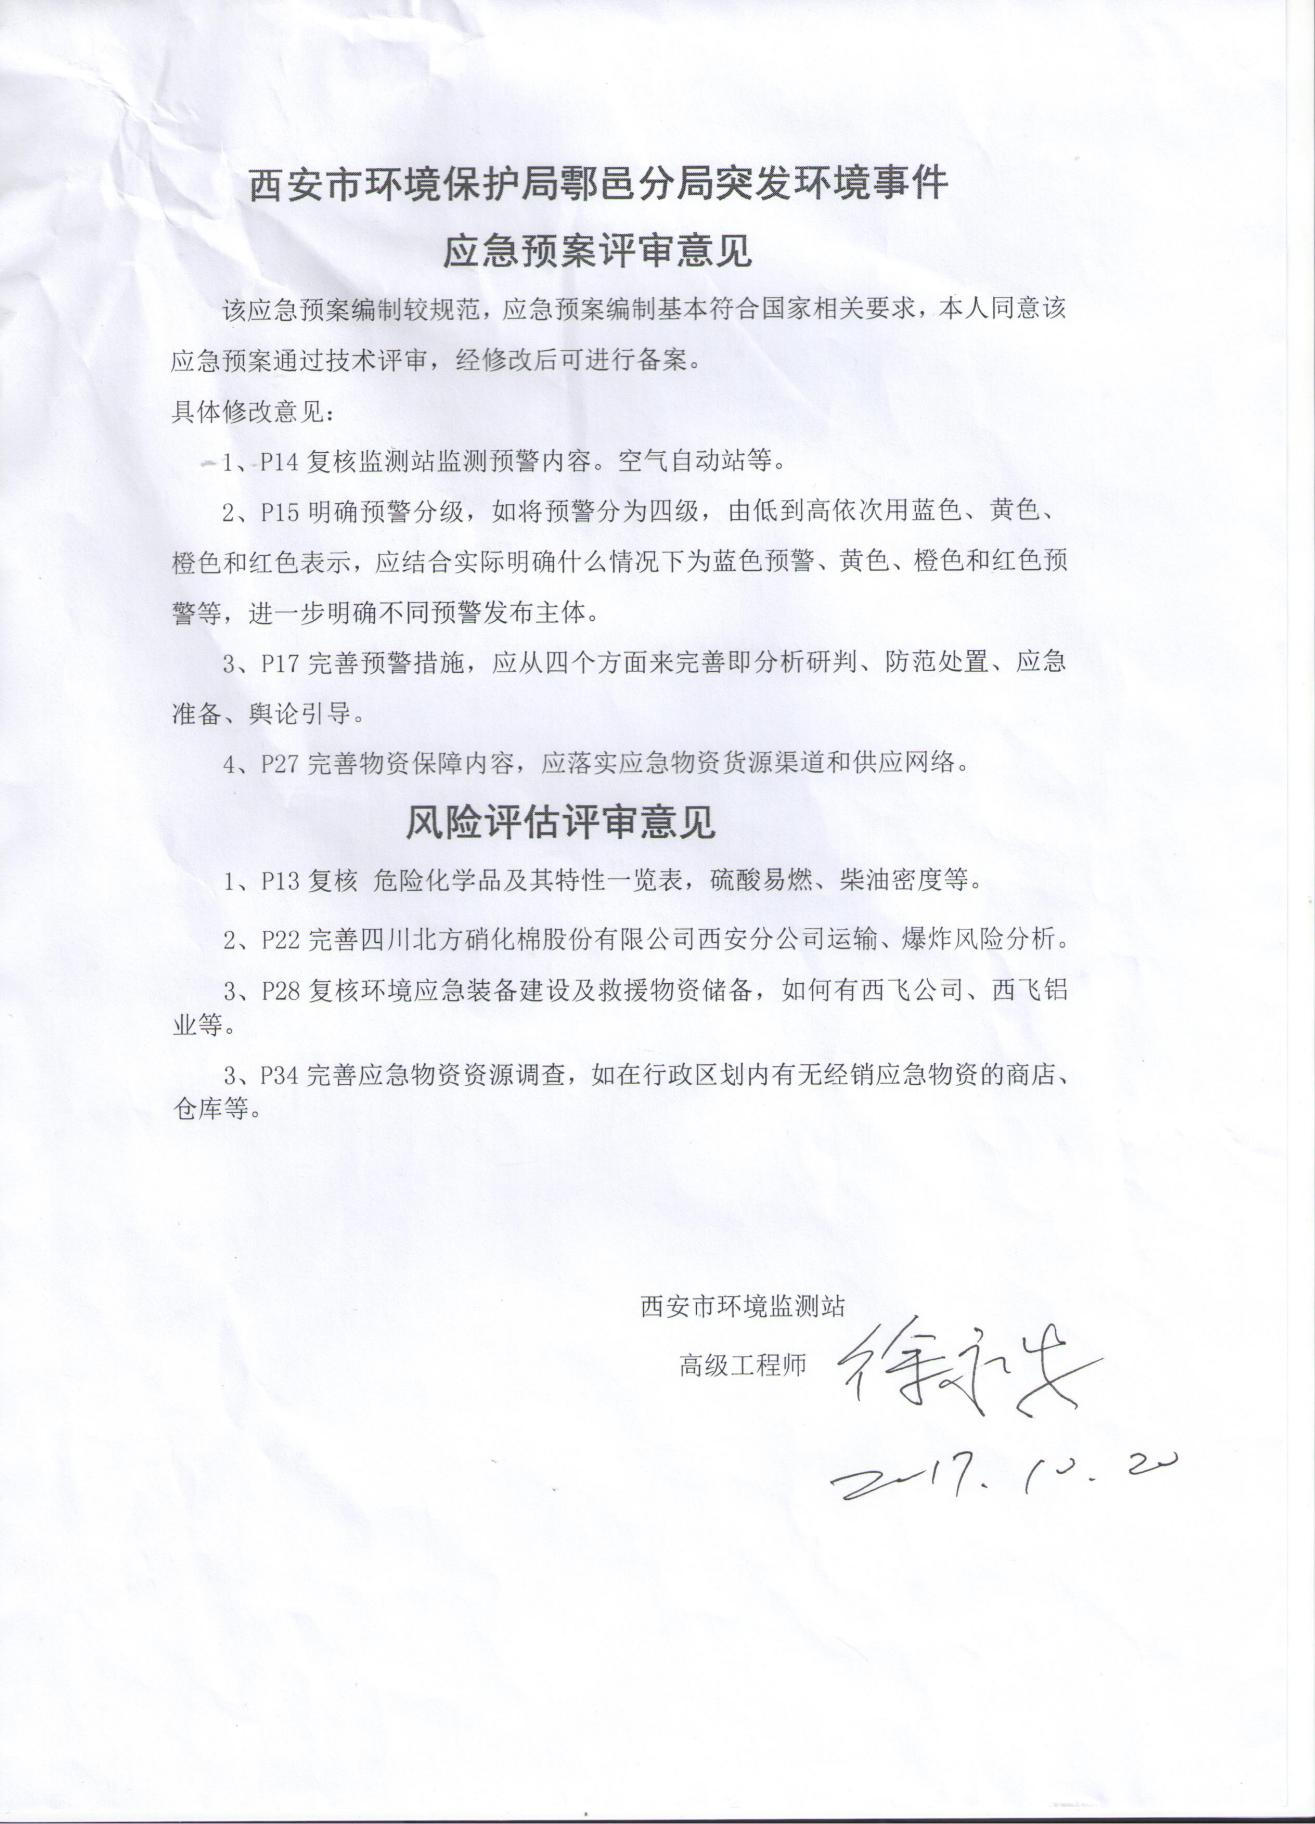 西安市环境保护局鄠邑分局突发环境事件
应急预案评审意见
该应急预案编制较规范，应急预案编制基本符合国家相关要求，本人同意该
应急预案通过技术评审，经修改后可进行备案。
具体修改意见：
1、P14 复核监测站监测预警内容。空气自动站等。
2、P15 明确预警分级，如将预警分为四级，由低到高依次用蓝色、黄色、
橙色和红色表示，应结合实际明确什么情况下为蓝色预警、黄色、橙色和红色预
警等，进一步明确不同预警发布主体。
3、P17 完善预警措施，应从四个方面来完善即分析研判、防范处置、应急
准备、舆论引导。
4、P27 完善物资保障内容，应落实应急物资货源渠道和供应网络。
风险评估评审意见
1、P13 复核 危险化学品及其特性一览表，硫酸易燃、柴油密度等。
2、P22 完善四川北方硝化棉股份有限公司西安分公司运输、爆炸风险分析。
3、P28 复核环境应急装备建设及救援物资储备，如何有西飞公司、西飞铝
业等。
3、P34 完善应急物资资源调查，如在行政区划内有无经销应急物资的商店、
仓库等。
西安市环境监测站
高级工程师
2017.10.20